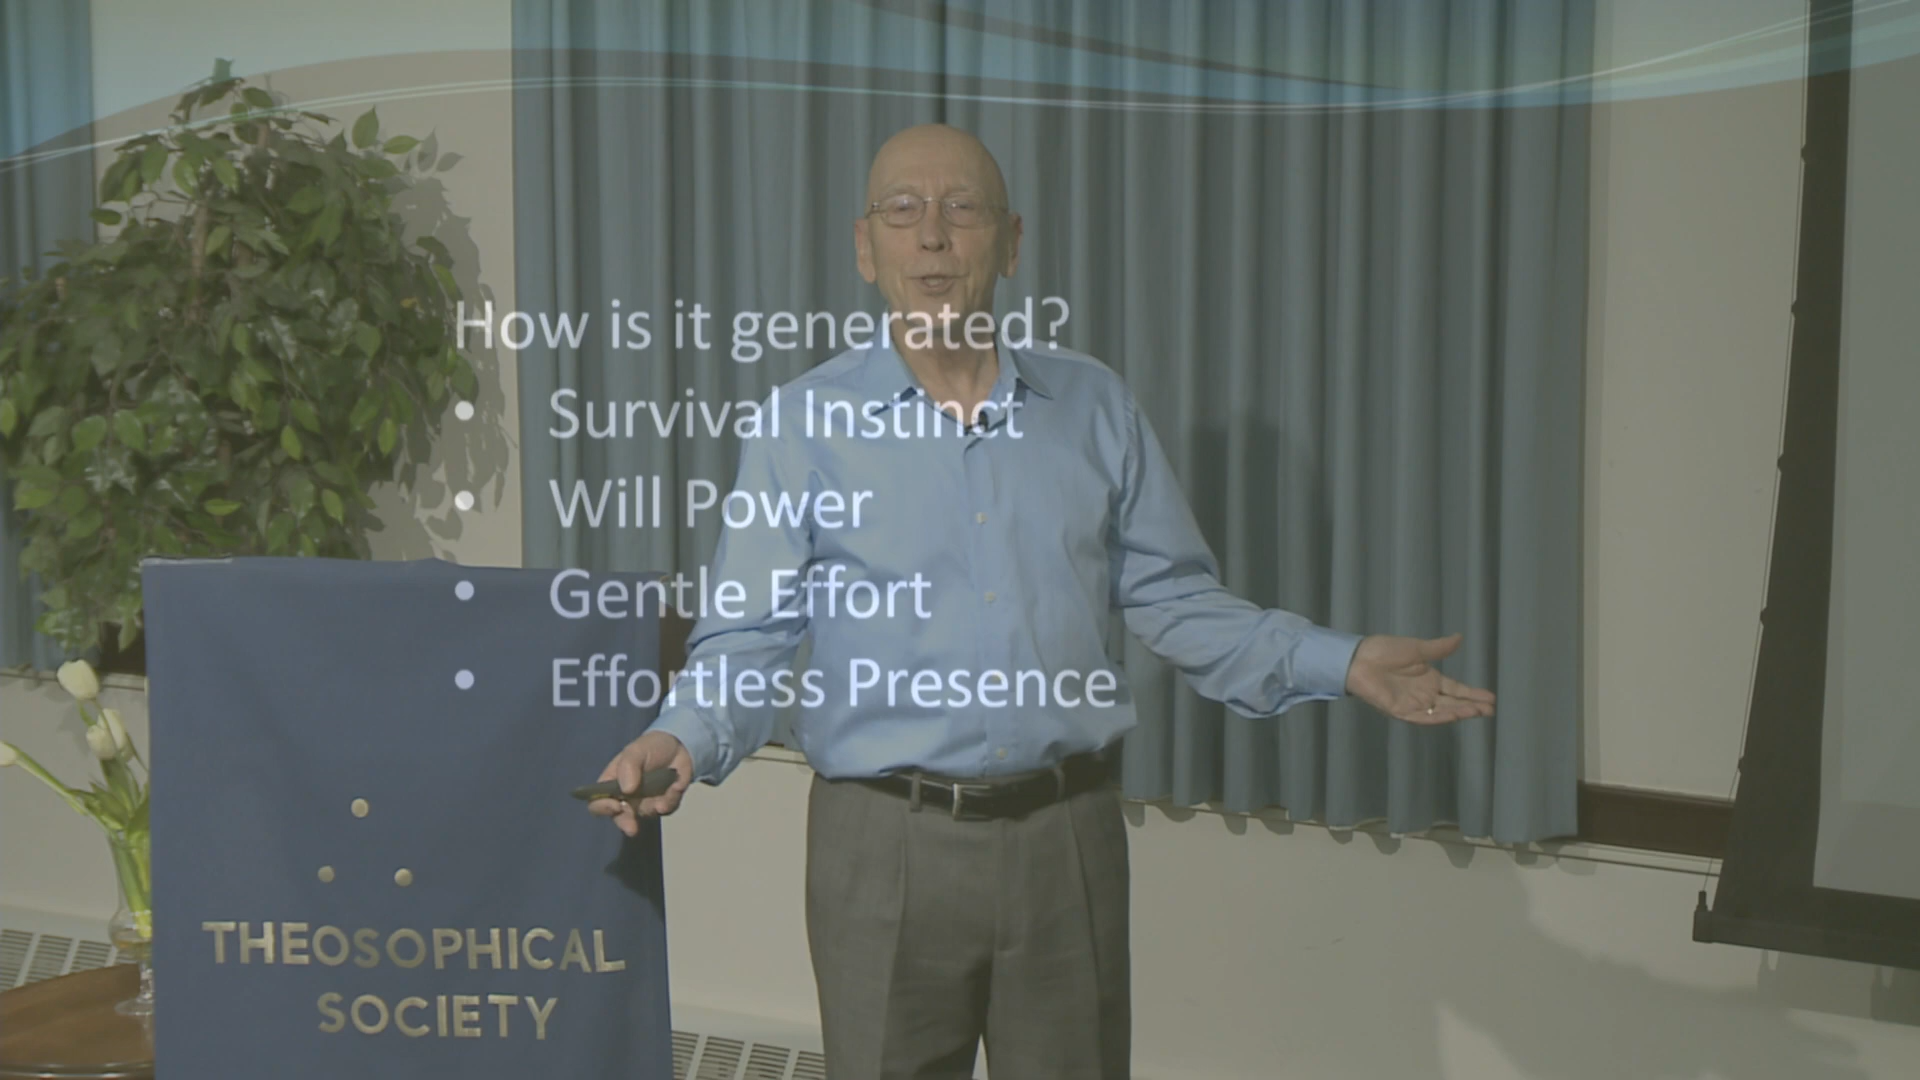 How is it generated?
• Survival Instinct
• Will Power
• Gentle Effort
• Effortless Presence
THEOSOPHICAL
SOCIETY